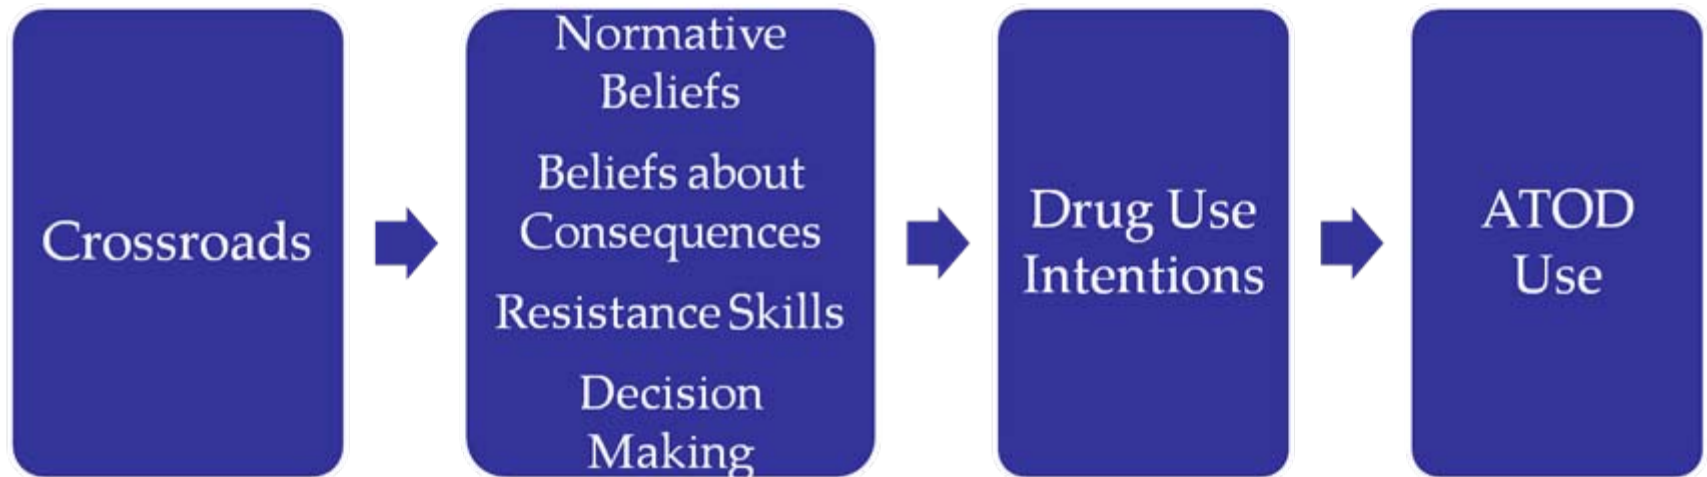 Crossroads
Normative
Beliefs
Beliefs about
Consequences
Resistance Skills
Decision
Making
Drug Use
Intentions
ATOD
Use